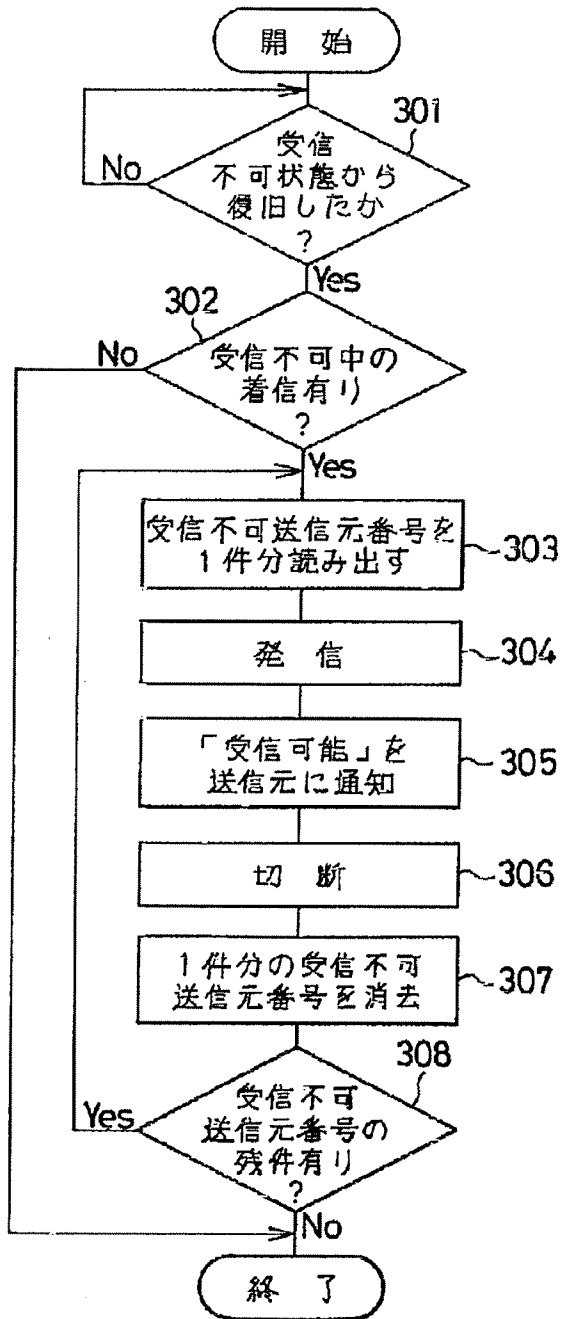 開 始
301
受信
不可状態から
復旧したか
?
No
Yes
302
No
受信不可中の
着信有り
?
Yes
受信不可送信元番号を
1件分読み出す
303
発 信
304
「受信可能」を
送信元に通知
305
切 断
306
1件分の受信不可
送信元番号を消去
307
308
受信不可
送信元番号の
残件有り
?
Yes
No
終 了